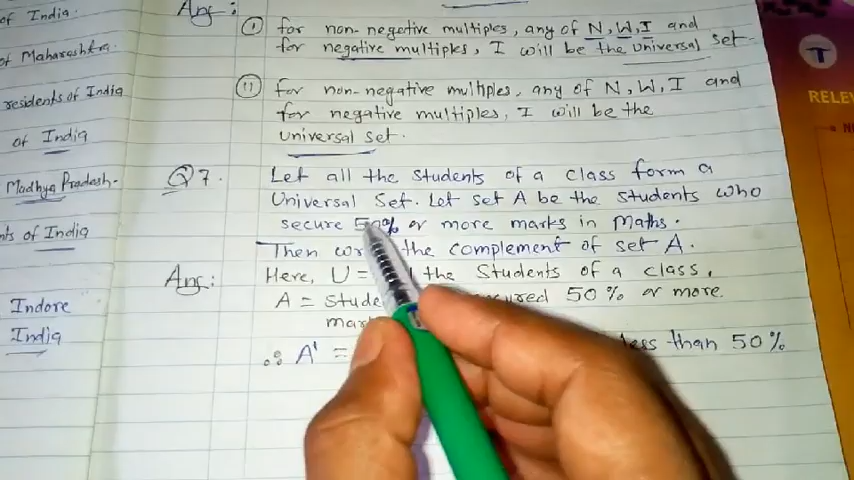 of India.
of Maharashtra.
residents of India
of India
Madhya Pradesh.
nts of India
Indore
India
Ans:
(i) for non-negative multiples, any of N, W, I and
for negative multiples, I will be the universal set.
(ii) for non-negative multiples, any of N, W, I and
for negative multiples, I will be the
universal set.
Q7. Let all the students of a class form a
Universal Set. Let set A be the students who
secure 50% or more marks in Maths.
Then the complement of set A.
Ans: Here, U = the Students of a class.
A = 50% or more.
∴ A' = less than 50%
T
RELEV